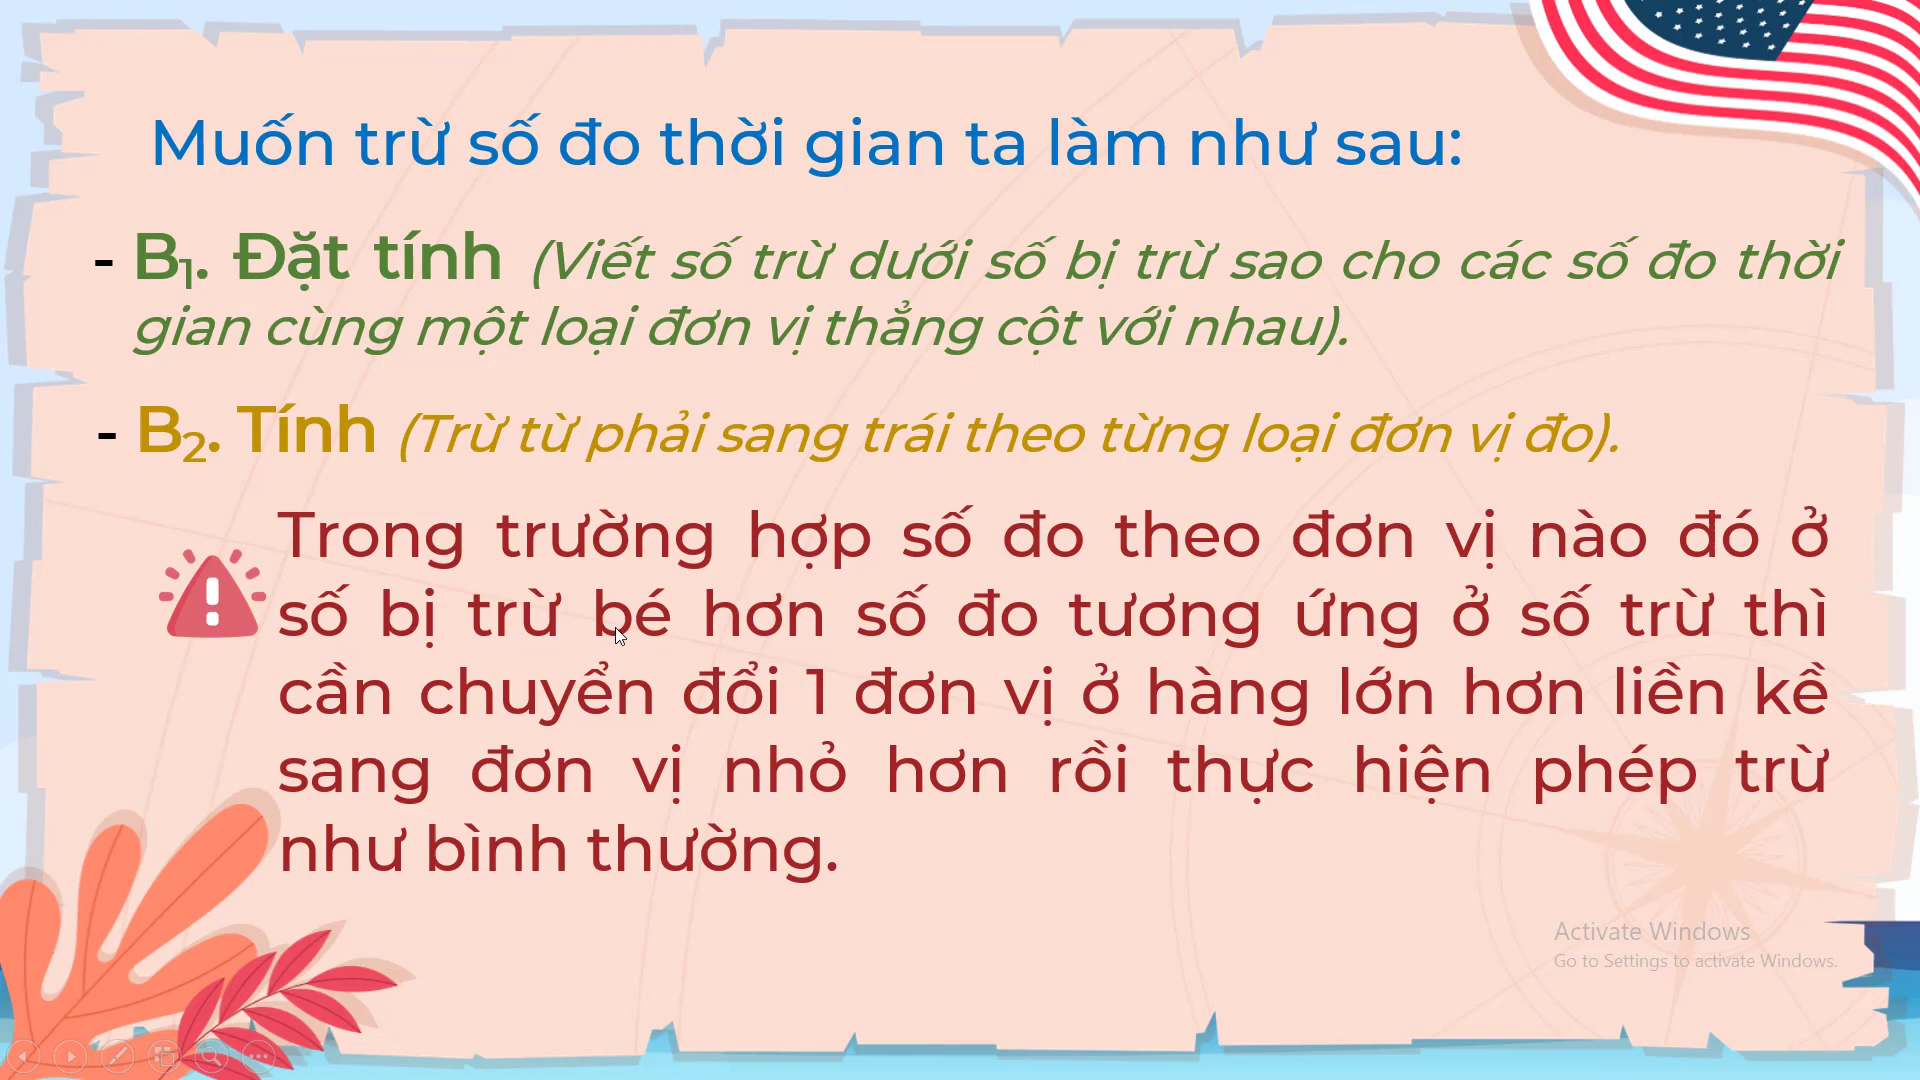 Muốn trừ số đo thời gian ta làm như sau:
- B₁. Đặt tính (Viết số trừ dưới số bị trừ sao cho các số đo thời
gian cùng một loại đơn vị thẳng cột với nhau).
- B₂. Tính (Trừ từ phải sang trái theo từng loại đơn vị đo).
Trong trường hợp số đo theo đơn vị nào đó ở
số bị trừ bé hơn số đo tương ứng ở số trừ thì
cần chuyển đổi 1 đơn vị ở hàng lớn hơn liền kề
sang đơn vị nhỏ hơn rồi thực hiện phép trừ
như bình thường.
Activate Windows
Go to Settings to activate Windows.